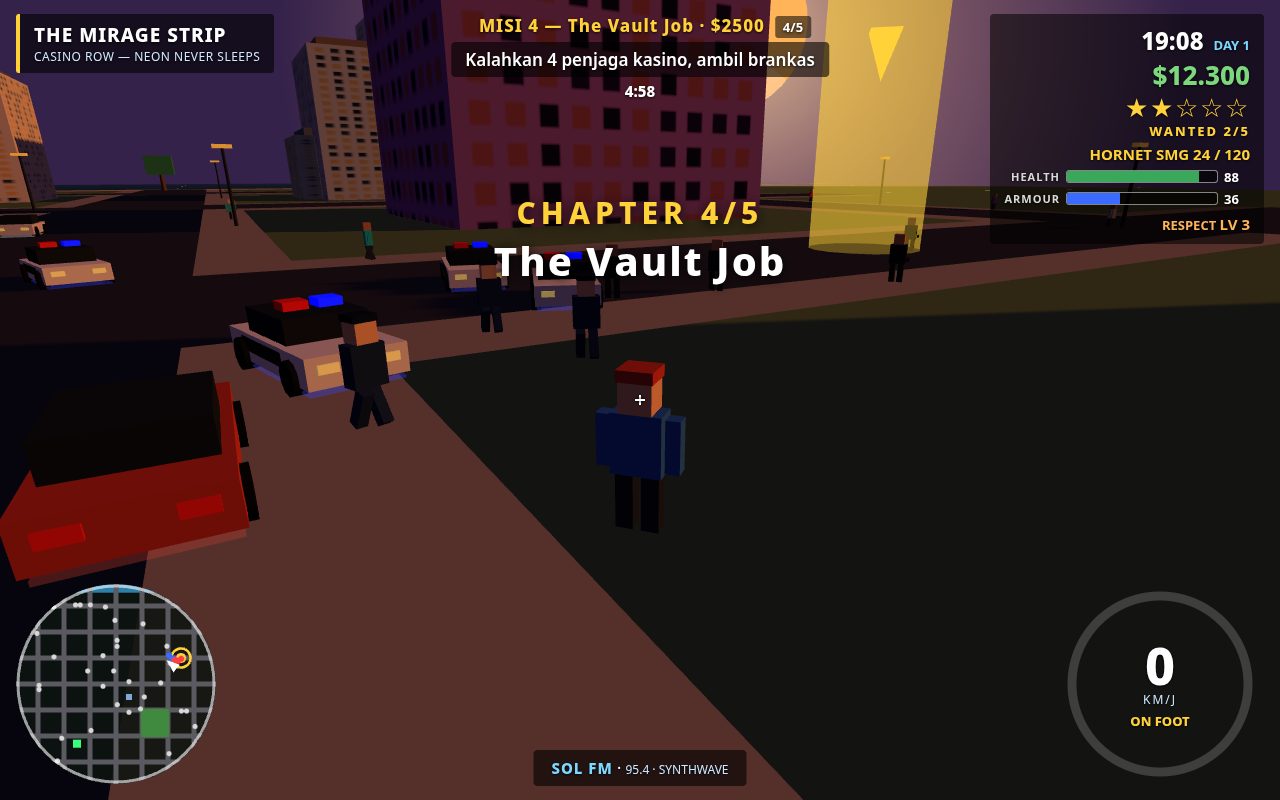 THE MIRAGE STRIP
CASINO ROW — NEON NEVER SLEEPS
MISI 4 — The Vault Job · $2500
4/5
Kalahkan 4 penjaga kasino, ambil brankas
4:58
19:08 DAY 1
$12.300
★★☆☆☆
WANTED 2/5
HORNET SMG 24 / 120
HEALTH 88
ARMOUR 36
RESPECT LV 3
CHAPTER 4/5
The Vault Job
0
KM/J
ON FOOT
SOL FM · 95.4 · SYNTHWAVE